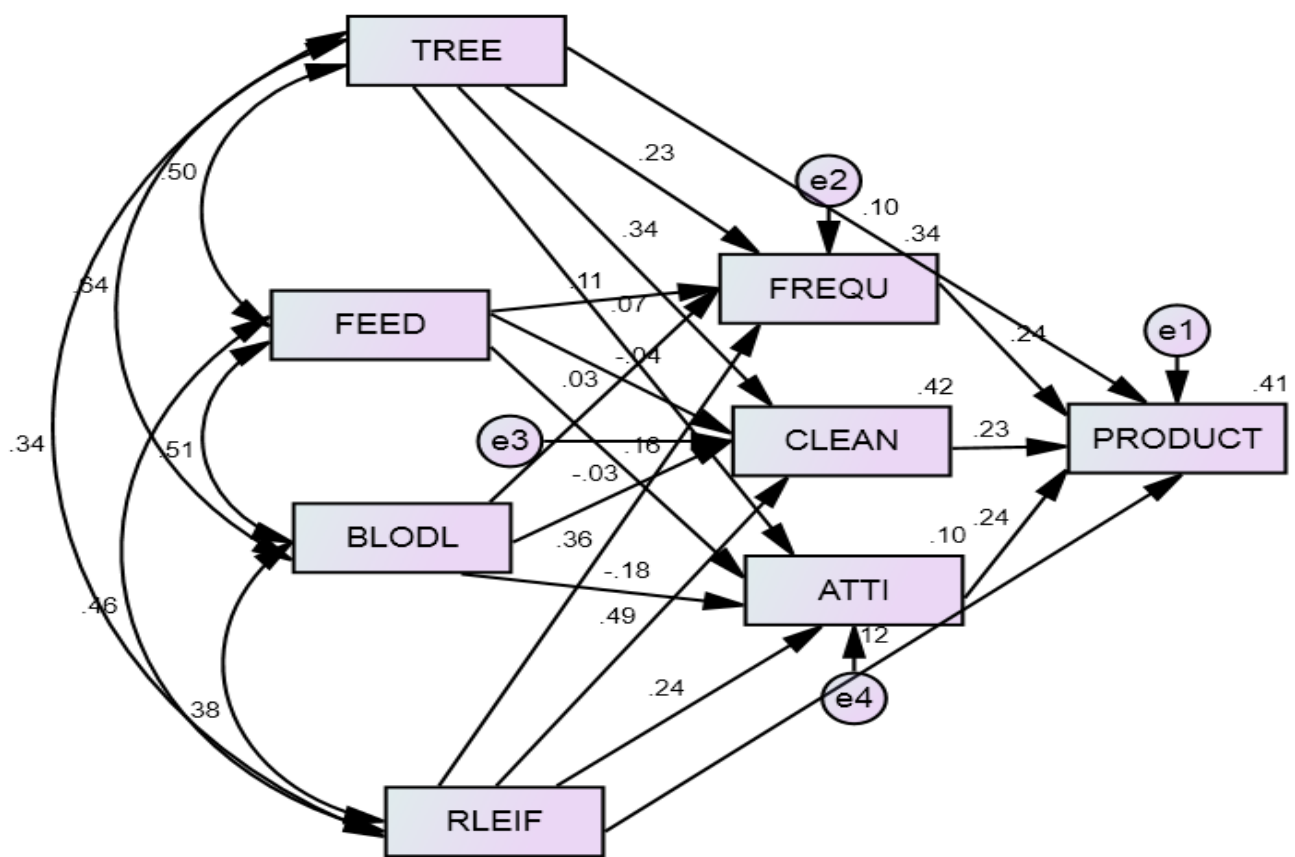 TREE
.50
.23
e2
.10
.34
.34
.64
FEED
.11
.07
FREQU
-.04
.03
.24
e1
.42
.41
.34
.51
e3
.16
-.03
CLEAN
.23
PRODUCT
BLODL
.36
-.18
.10
.24
ATTI
.46
.49
.12
.38
.24
e4
RLEIF